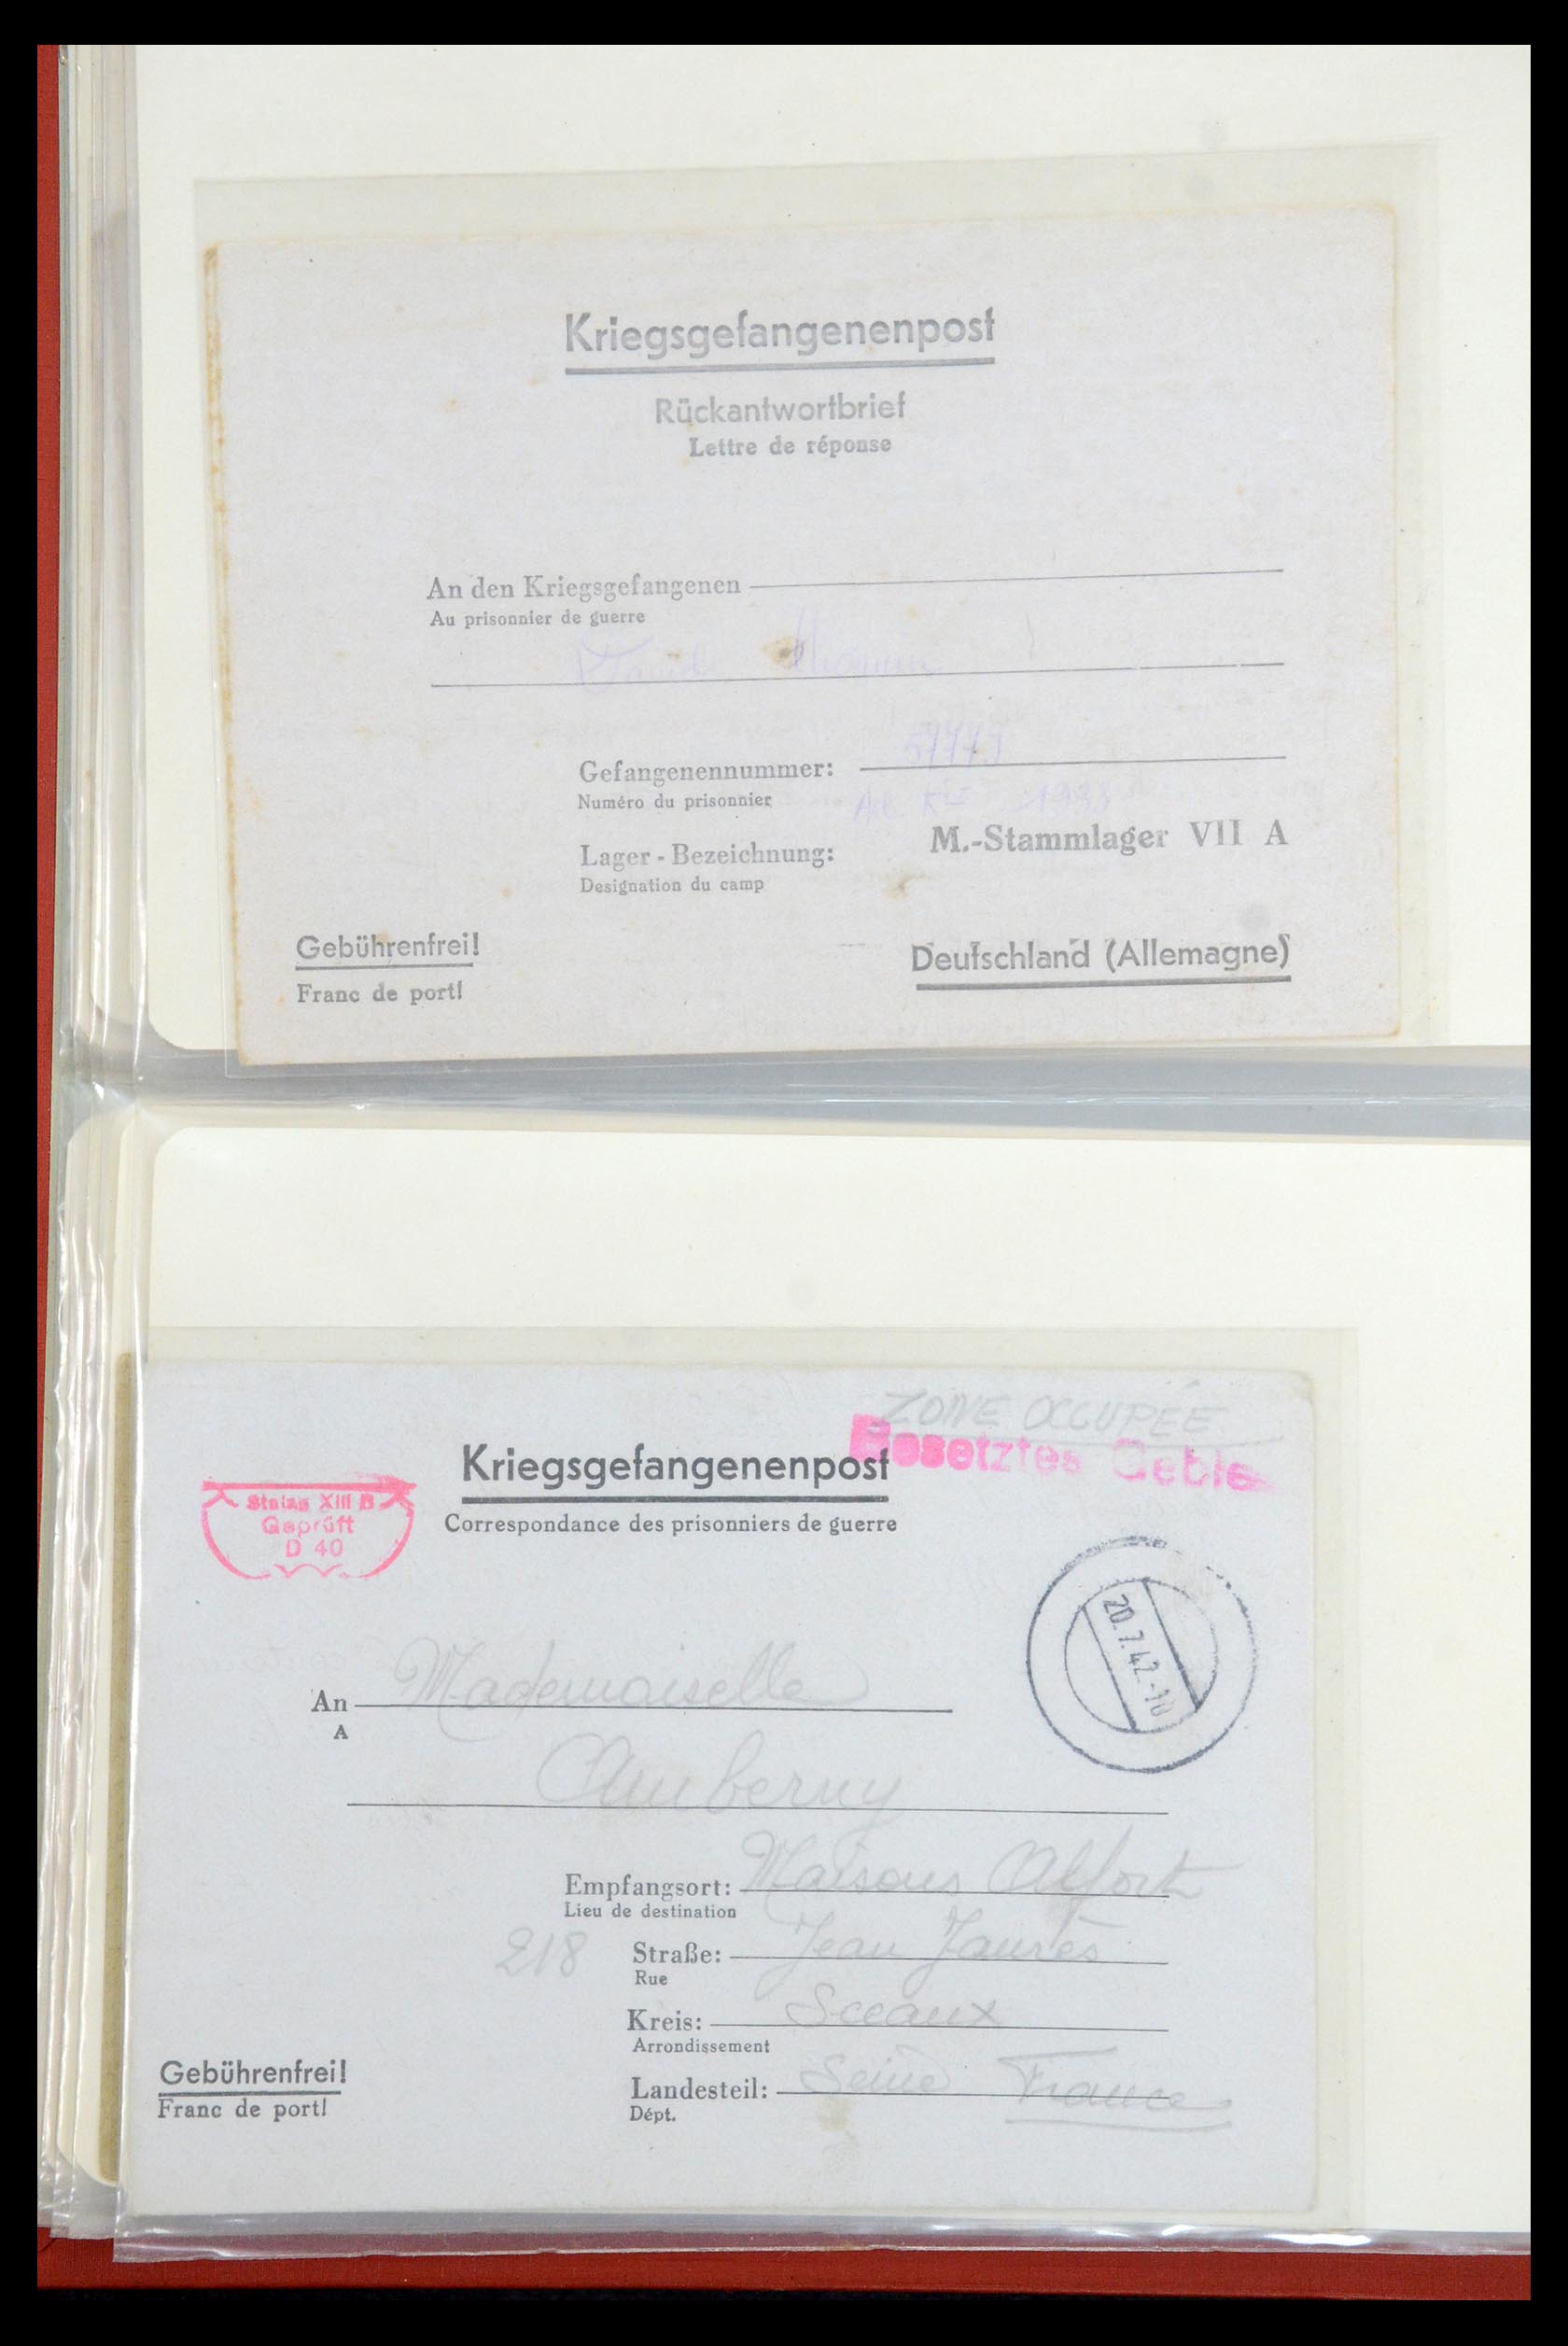 Kriegsgefangenenpost
Rückantwortbrief
Lettre de réponse
An den Kriegsgefangenen
Au prisonnier de guerre
Gefangenennummer:
Numéro du prisonnier
Lager - Bezeichnung: M.-Stammlager VII A
Designation du camp
Gebührenfrei!
Franc de port!
Deutschland (Allemagne)
ZONE OCCUPÉE
Besetztes Gebie
Kriegsgefangenenpost
Correspondance des prisonniers de guerre
Stalag XIII B
Geprüft
D 40
20.7.42.-10
An Mademoiselle
A
Amberny
Empfangsort: Maisons Alfort
Lieu de destination
218 Straße: Jean Jaurès
Rue
Kreis: Sceaux
Arrondissement
Landesteil: Seine France
Dépt.
Gebührenfrei!
Franc de port!